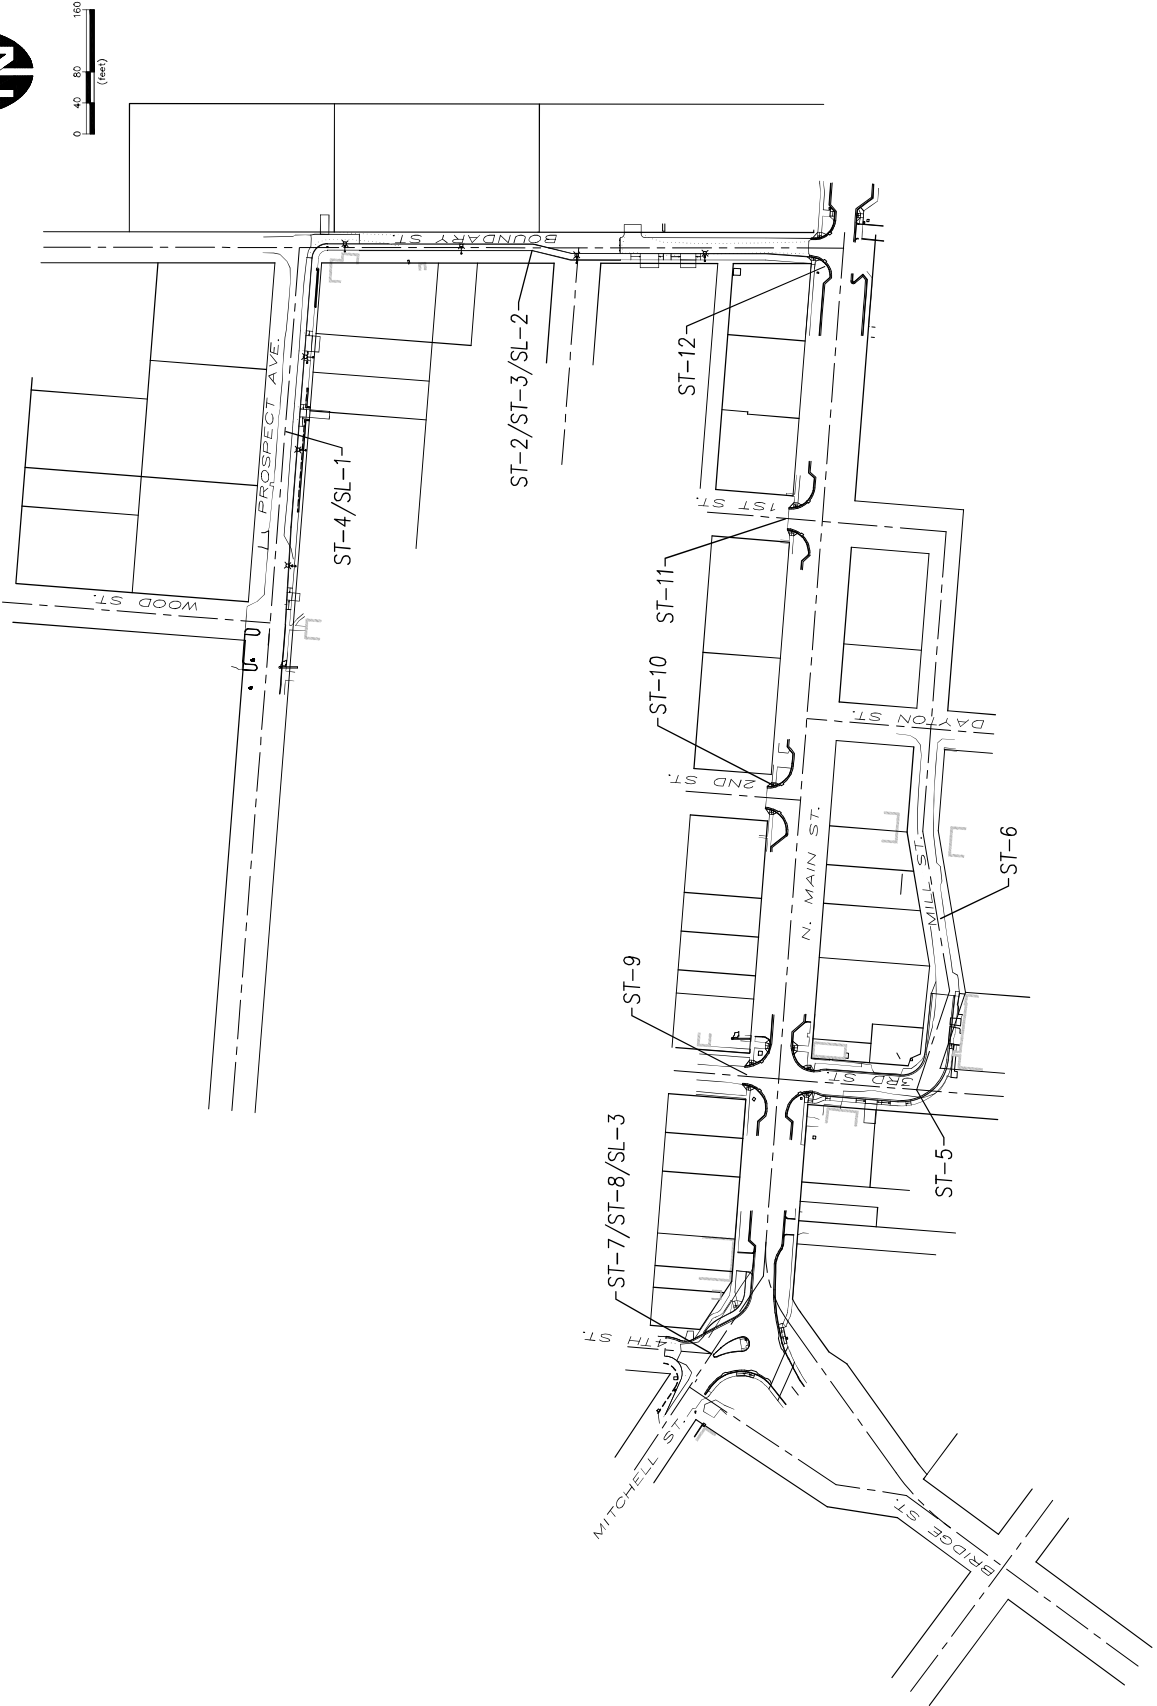 N
0 40 80 160
(feet)
BOUNDARY ST.
LL PROSPECT AVE.
ST-2/ST-3/SL-2
ST-12
ST-4/SL-1
1ST ST.
WOOD ST.
ST-11
ST-10
DAYTON ST.
2ND ST.
N. MAIN ST.
MILL ST.
ST-6
ST-9
3RD ST.
ST-7/ST-8/SL-3
ST-5
4TH ST.
MITCHELL ST.
BRIDGE ST.